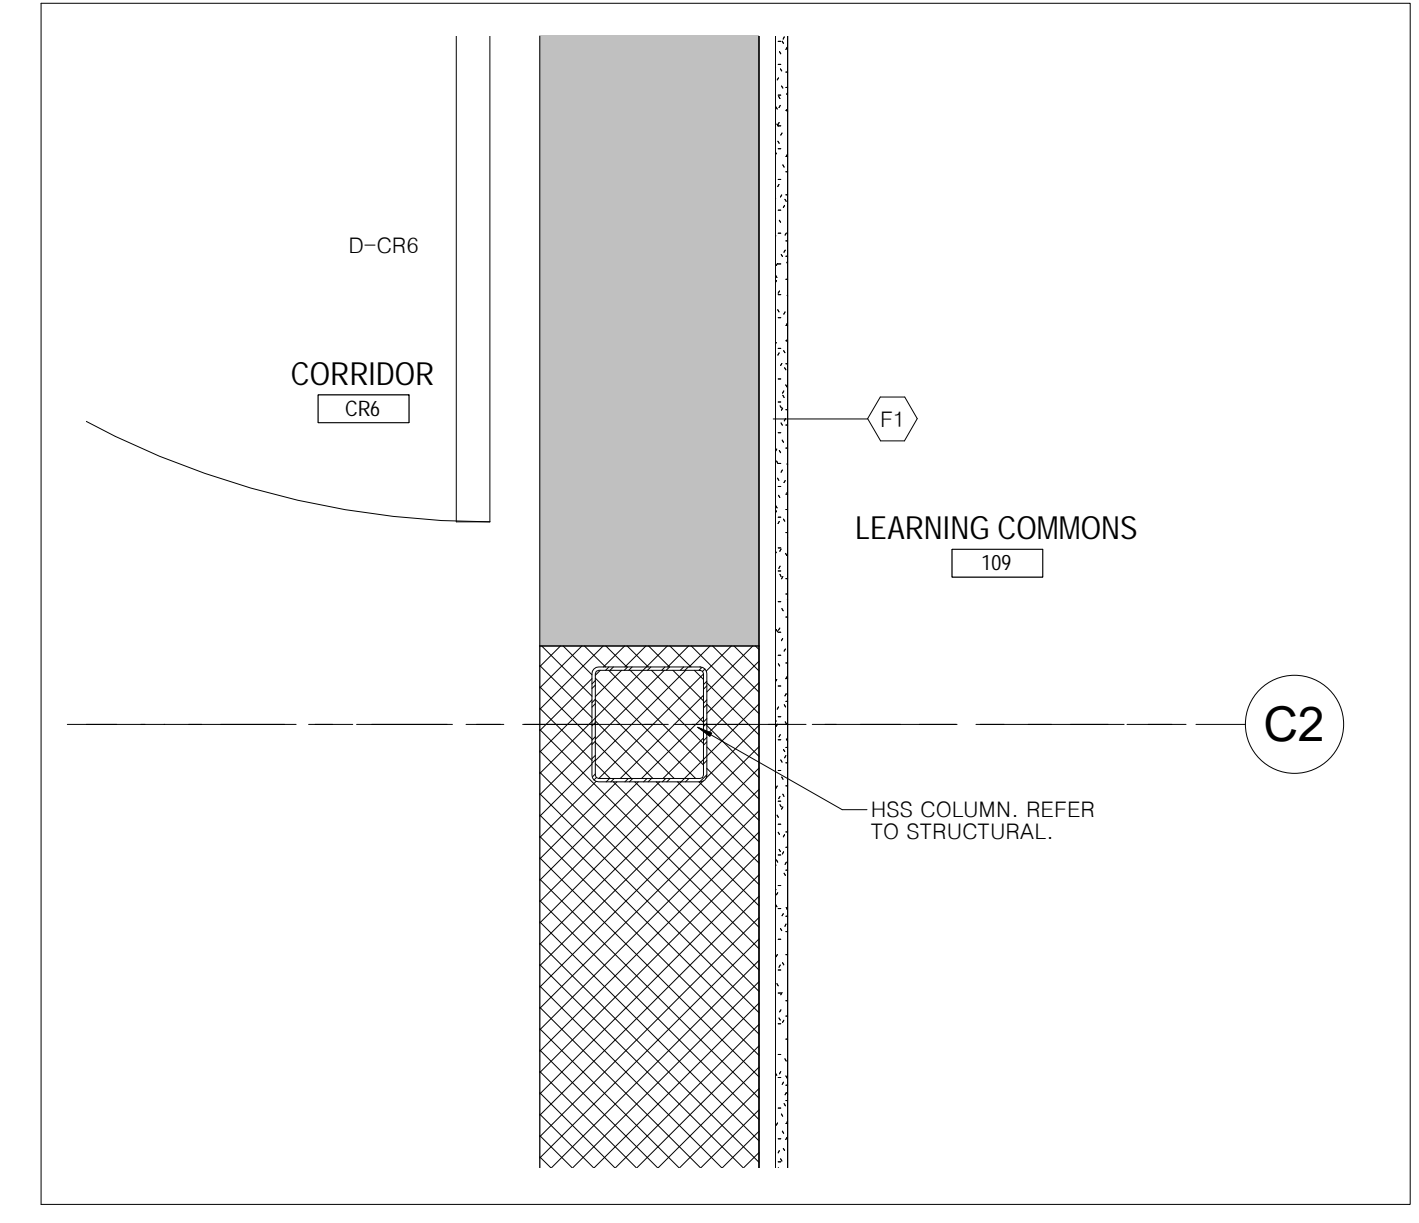 D-CR6
CORRIDOR
CR6
F1
LEARNING COMMONS
109
C2
HSS COLUMN. REFER
TO STRUCTURAL.